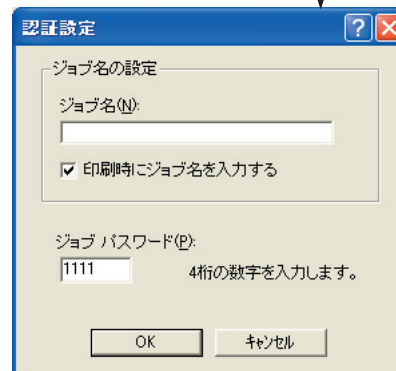 認証設定
ジョブ名の設定
ジョブ名(N):
印刷時にジョブ名を入力する
ジョブ パスワード(P):
1111 4桁の数字を入力します。
OK キャンセル